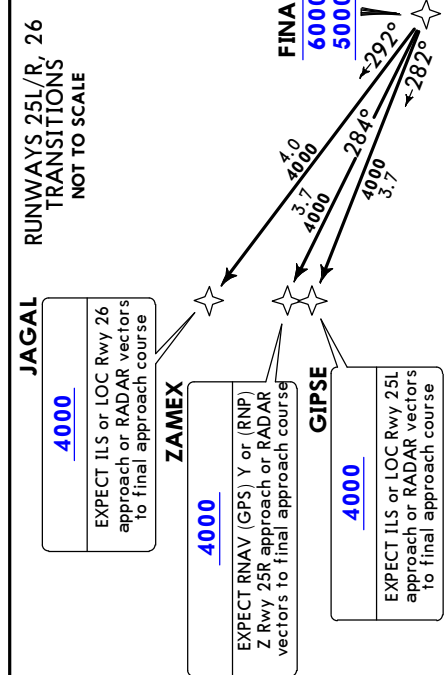 RUNWAYS 25L/R, 26
TRANSITIONS
NOT TO SCALE
JAGAL
4000
EXPECT ILS or LOC Rwy 26
approach or RADAR vectors
to final approach course
ZAMEX
4000
EXPECT RNAV (GPS) Y or (RNP)
Z Rwy 25R approach or RADAR
vectors to final approach course
GIPSE
4000
EXPECT ILS or LOC Rwy 25L
approach or RADAR vectors
to final approach course
FINA
6000
5000
292°
4.0
4000
284°
3.7
4000
282°
4000
3.7